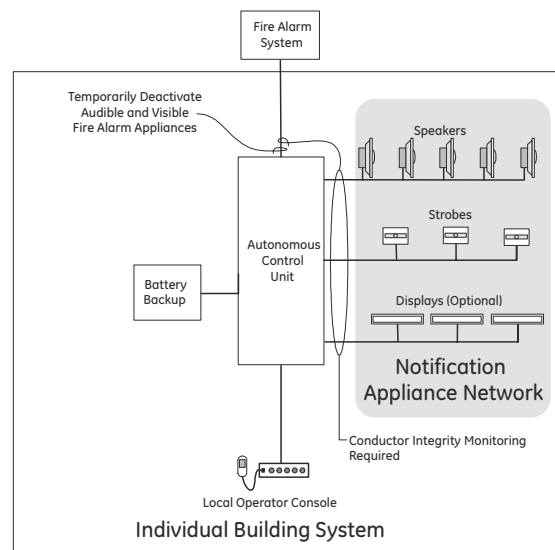 Fire Alarm
System
Temporarily Deactivate
Audible and Visible
Fire Alarm Appliances
Speakers
Strobes
Autonomous
Control
Unit
Battery
Backup
Displays (Optional)
Notification
Appliance Network
Conductor Integrity Monitoring
Required
Local Operator Console
Individual Building System